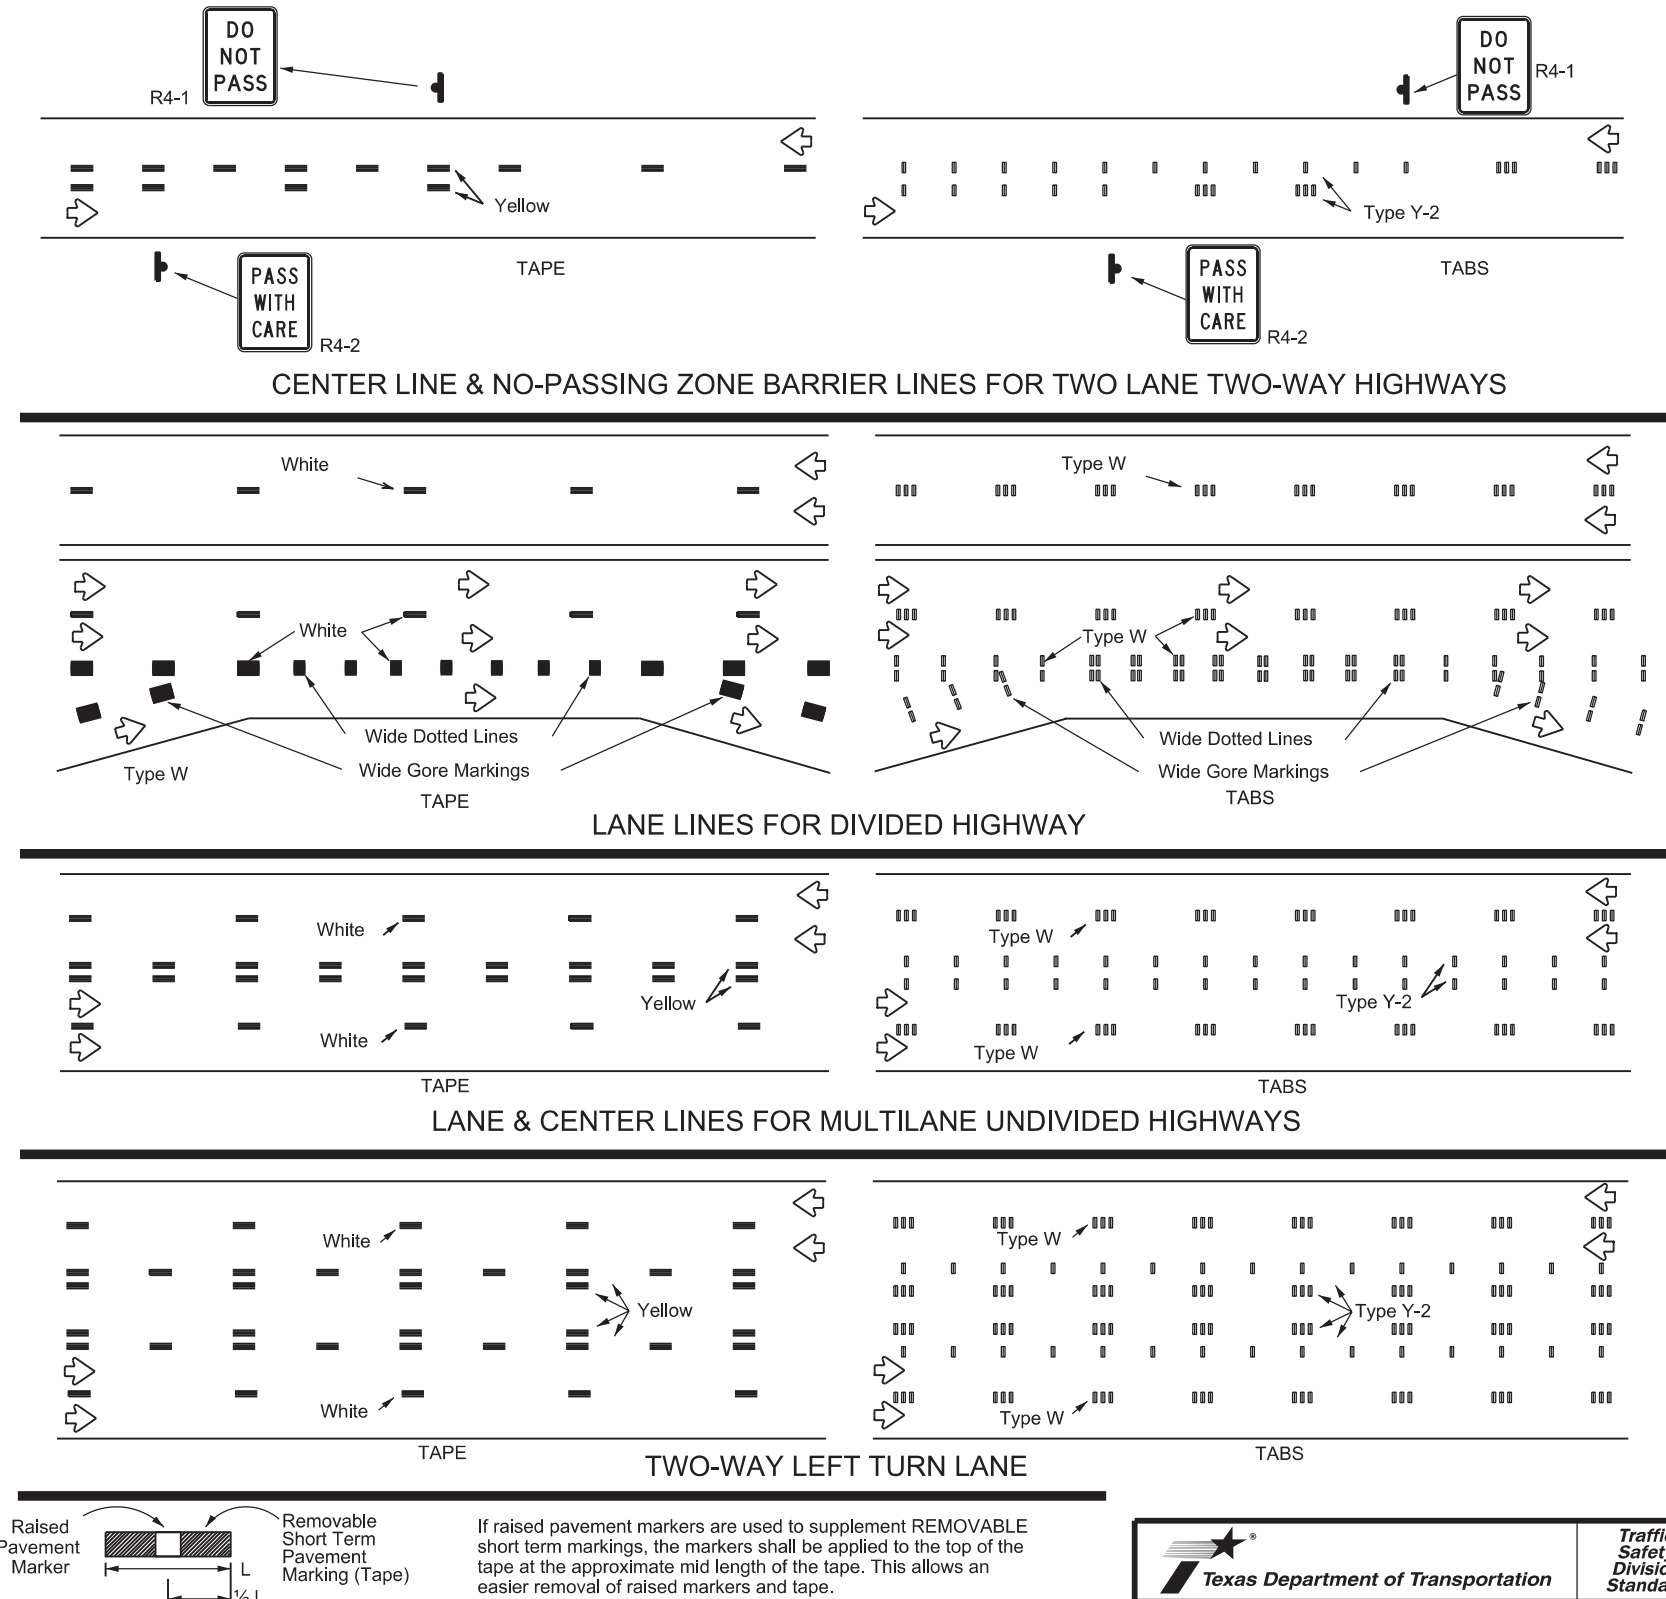 DO
NOT
PASS
R4-1
DO
NOT
PASS
R4-1
Yellow
Type Y-2
PASS
WITH
CARE
R4-2
TAPE
PASS
WITH
CARE
R4-2
TABS
CENTER LINE & NO-PASSING ZONE BARRIER LINES FOR TWO LANE TWO-WAY HIGHWAYS
White
Type W
White
Type W
Wide Dotted Lines
Wide Gore Markings
Type W
TAPE
Wide Dotted Lines
Wide Gore Markings
TABS
LANE LINES FOR DIVIDED HIGHWAY
White
Type W
Yellow
Type Y-2
White
Type W
TAPE
TABS
LANE & CENTER LINES FOR MULTILANE UNDIVIDED HIGHWAYS
White
Type W
Yellow
Type Y-2
White
Type W
TAPE
TABS
TWO-WAY LEFT TURN LANE
Raised
Pavement
Marker
L
½ L
Removable
Short Term
Pavement
Marking (Tape)
If raised pavement markers are used to supplement REMOVABLE
short term markings, the markers shall be applied to the top of the
tape at the approximate mid length of the tape. This allows an
easier removal of raised markers and tape.
® Texas Department of Transportation
Traffic
Safety
Divisio
Standa